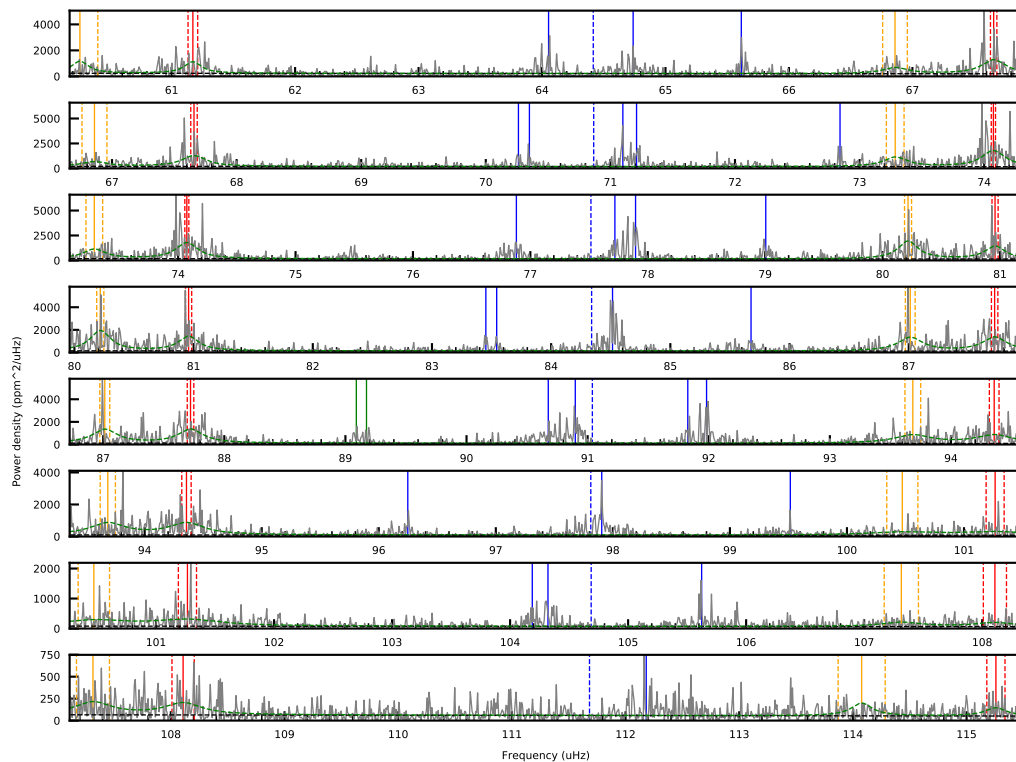 4000
2000
0
61 62 63 64 65 66 67
5000
2500
0
67 68 69 70 71 72 73 74
5000
2500
0
74 75 76 77 78 79 80 81
4000
2000
0
80 81 82 83 84 85 86 87
Power density (ppm^2/uHz)
4000
2000
0
87 88 89 90 91 92 93 94
4000
2000
0
94 95 96 97 98 99 100 101
2000
1000
0
101 102 103 104 105 106 107 108
750
500
250
0
108 109 110 111 112 113 114 115
Frequency (uHz)